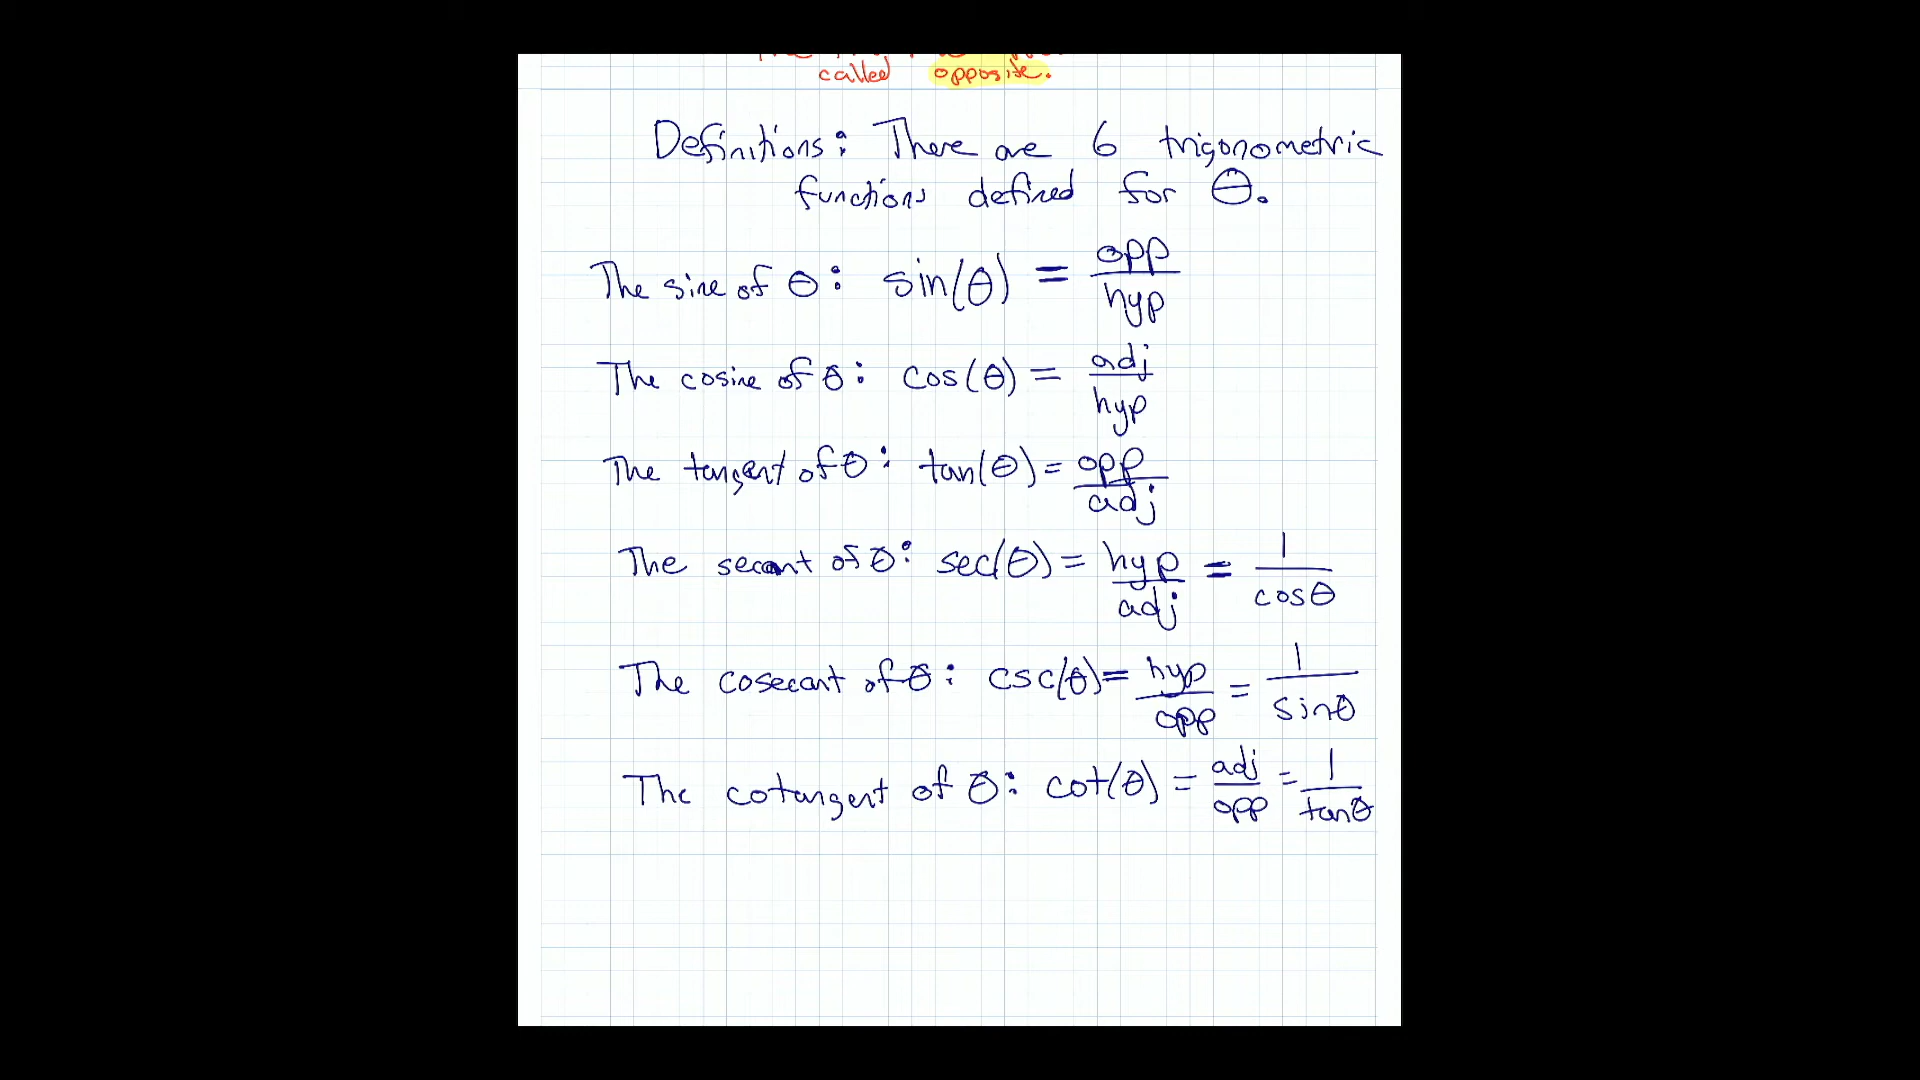 called opposite.
Definitions: There are 6 trigonometric
functions defined for θ.
The sine of θ: sin(θ) = opp/hyp
The cosine of θ: cos(θ) = adj/hyp
The tangent of θ: tan(θ) = opp/adj
The secant of θ: sec(θ) = hyp/adj = 1/cosθ
The cosecant of θ: csc(θ) = hyp/opp = 1/sinθ
The cotangent of θ: cot(θ) = adj/opp = 1/tanθ